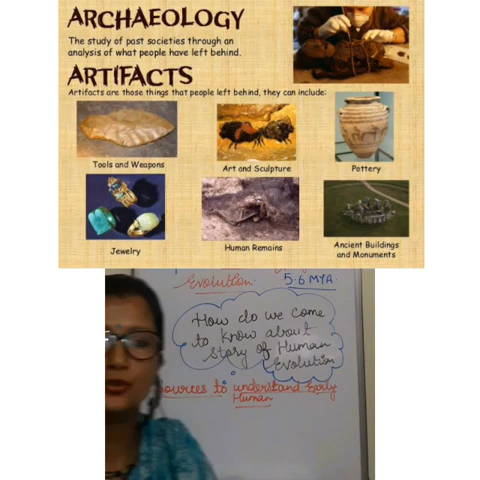 ARCHAEOLOGY
The study of past societies through an
analysis of what people have left behind.
ARTIFACTS
Artifacts are those things that people left behind, they can include:
Tools and Weapons
Art and Sculpture
Pottery
Jewelry
Human Remains
Ancient Buildings
and Monuments
Evolution.
5.6 MYA.
How do we come
to know about
story of Human
Evolution
ources to understand Early
Human